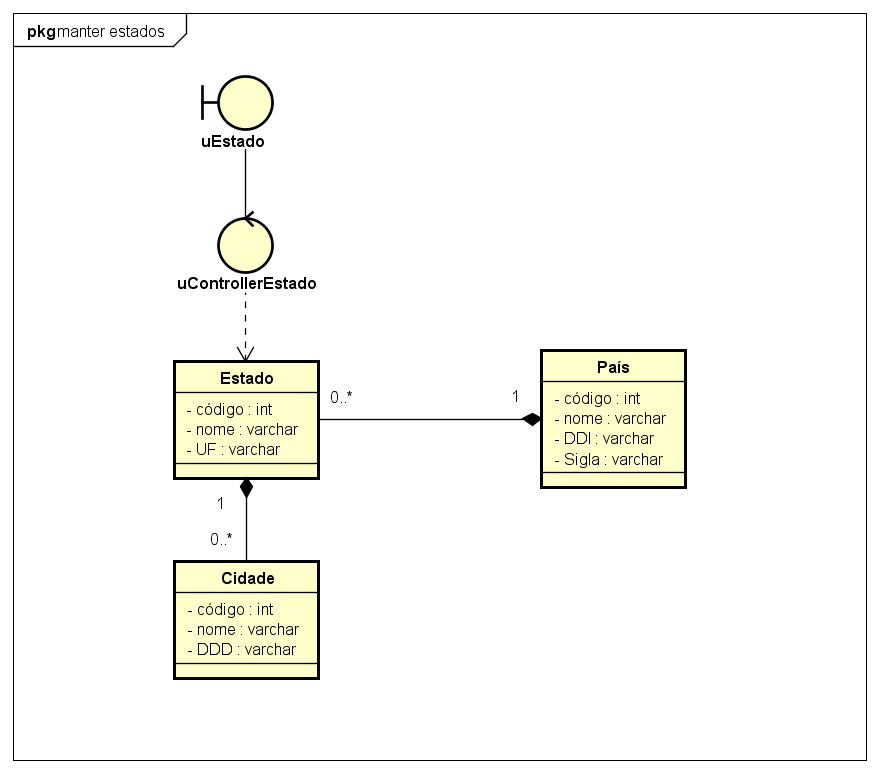 pkg manter estados
uEstado
uControllerEstado
Estado
- código : int
- nome : varchar
- UF : varchar
0..*
1
País
- código : int
- nome : varchar
- DDI : varchar
- Sigla : varchar
1
0..*
Cidade
- código : int
- nome : varchar
- DDD : varchar